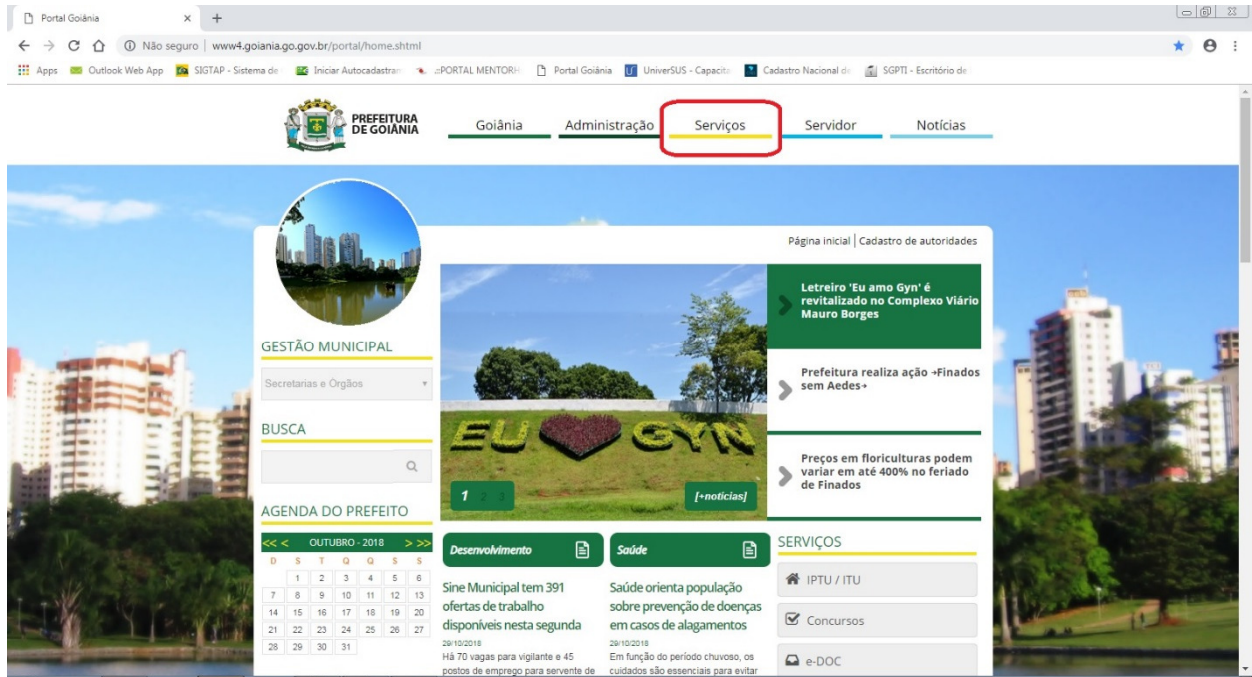 Portal Goiânia
Não seguro | www4.goiania.go.gov.br/portal/home.shtml
Apps Outlook Web App SIGTAP - Sistema de Iniciar Autocadastram .::PORTAL MENTORH Portal Goiânia UniverSUS - Capacita Cadastro Nacional de SGPTI - Escritório de
PREFEITURA
DE GOIÂNIA
Goiânia Administração Serviços Servidor Notícias
Página inicial | Cadastro de autoridades
GESTÃO MUNICIPAL
Secretarias e Órgãos
BUSCA
AGENDA DO PREFEITO
<< < OUTUBRO - 2018 > >>
D S T Q Q S S
1 2 3 4 5 6
7 8 9 10 11 12 13
14 15 16 17 18 19 20
21 22 23 24 25 26 27
28 29 30 31
EU GYN
1 2 3
[+notícias]
Letreiro 'Eu amo Gyn' é
revitalizado no Complexo Viário
Mauro Borges
Prefeitura realiza ação +Finados
sem Aedes+
Preços em floriculturas podem
variar em até 400% no feriado
de Finados
Desenvolvimento
Sine Municipal tem 391
ofertas de trabalho
disponíveis nesta segunda
29/10/2018
Há 70 vagas para vigilante e 45
postos de emprego para servente de
Saúde
Saúde orienta população
sobre prevenção de doenças
em casos de alagamentos
29/10/2018
Em função do período chuvoso, os
cuidados são essenciais para evitar
SERVIÇOS
IPTU / ITU
Concursos
e-DOC